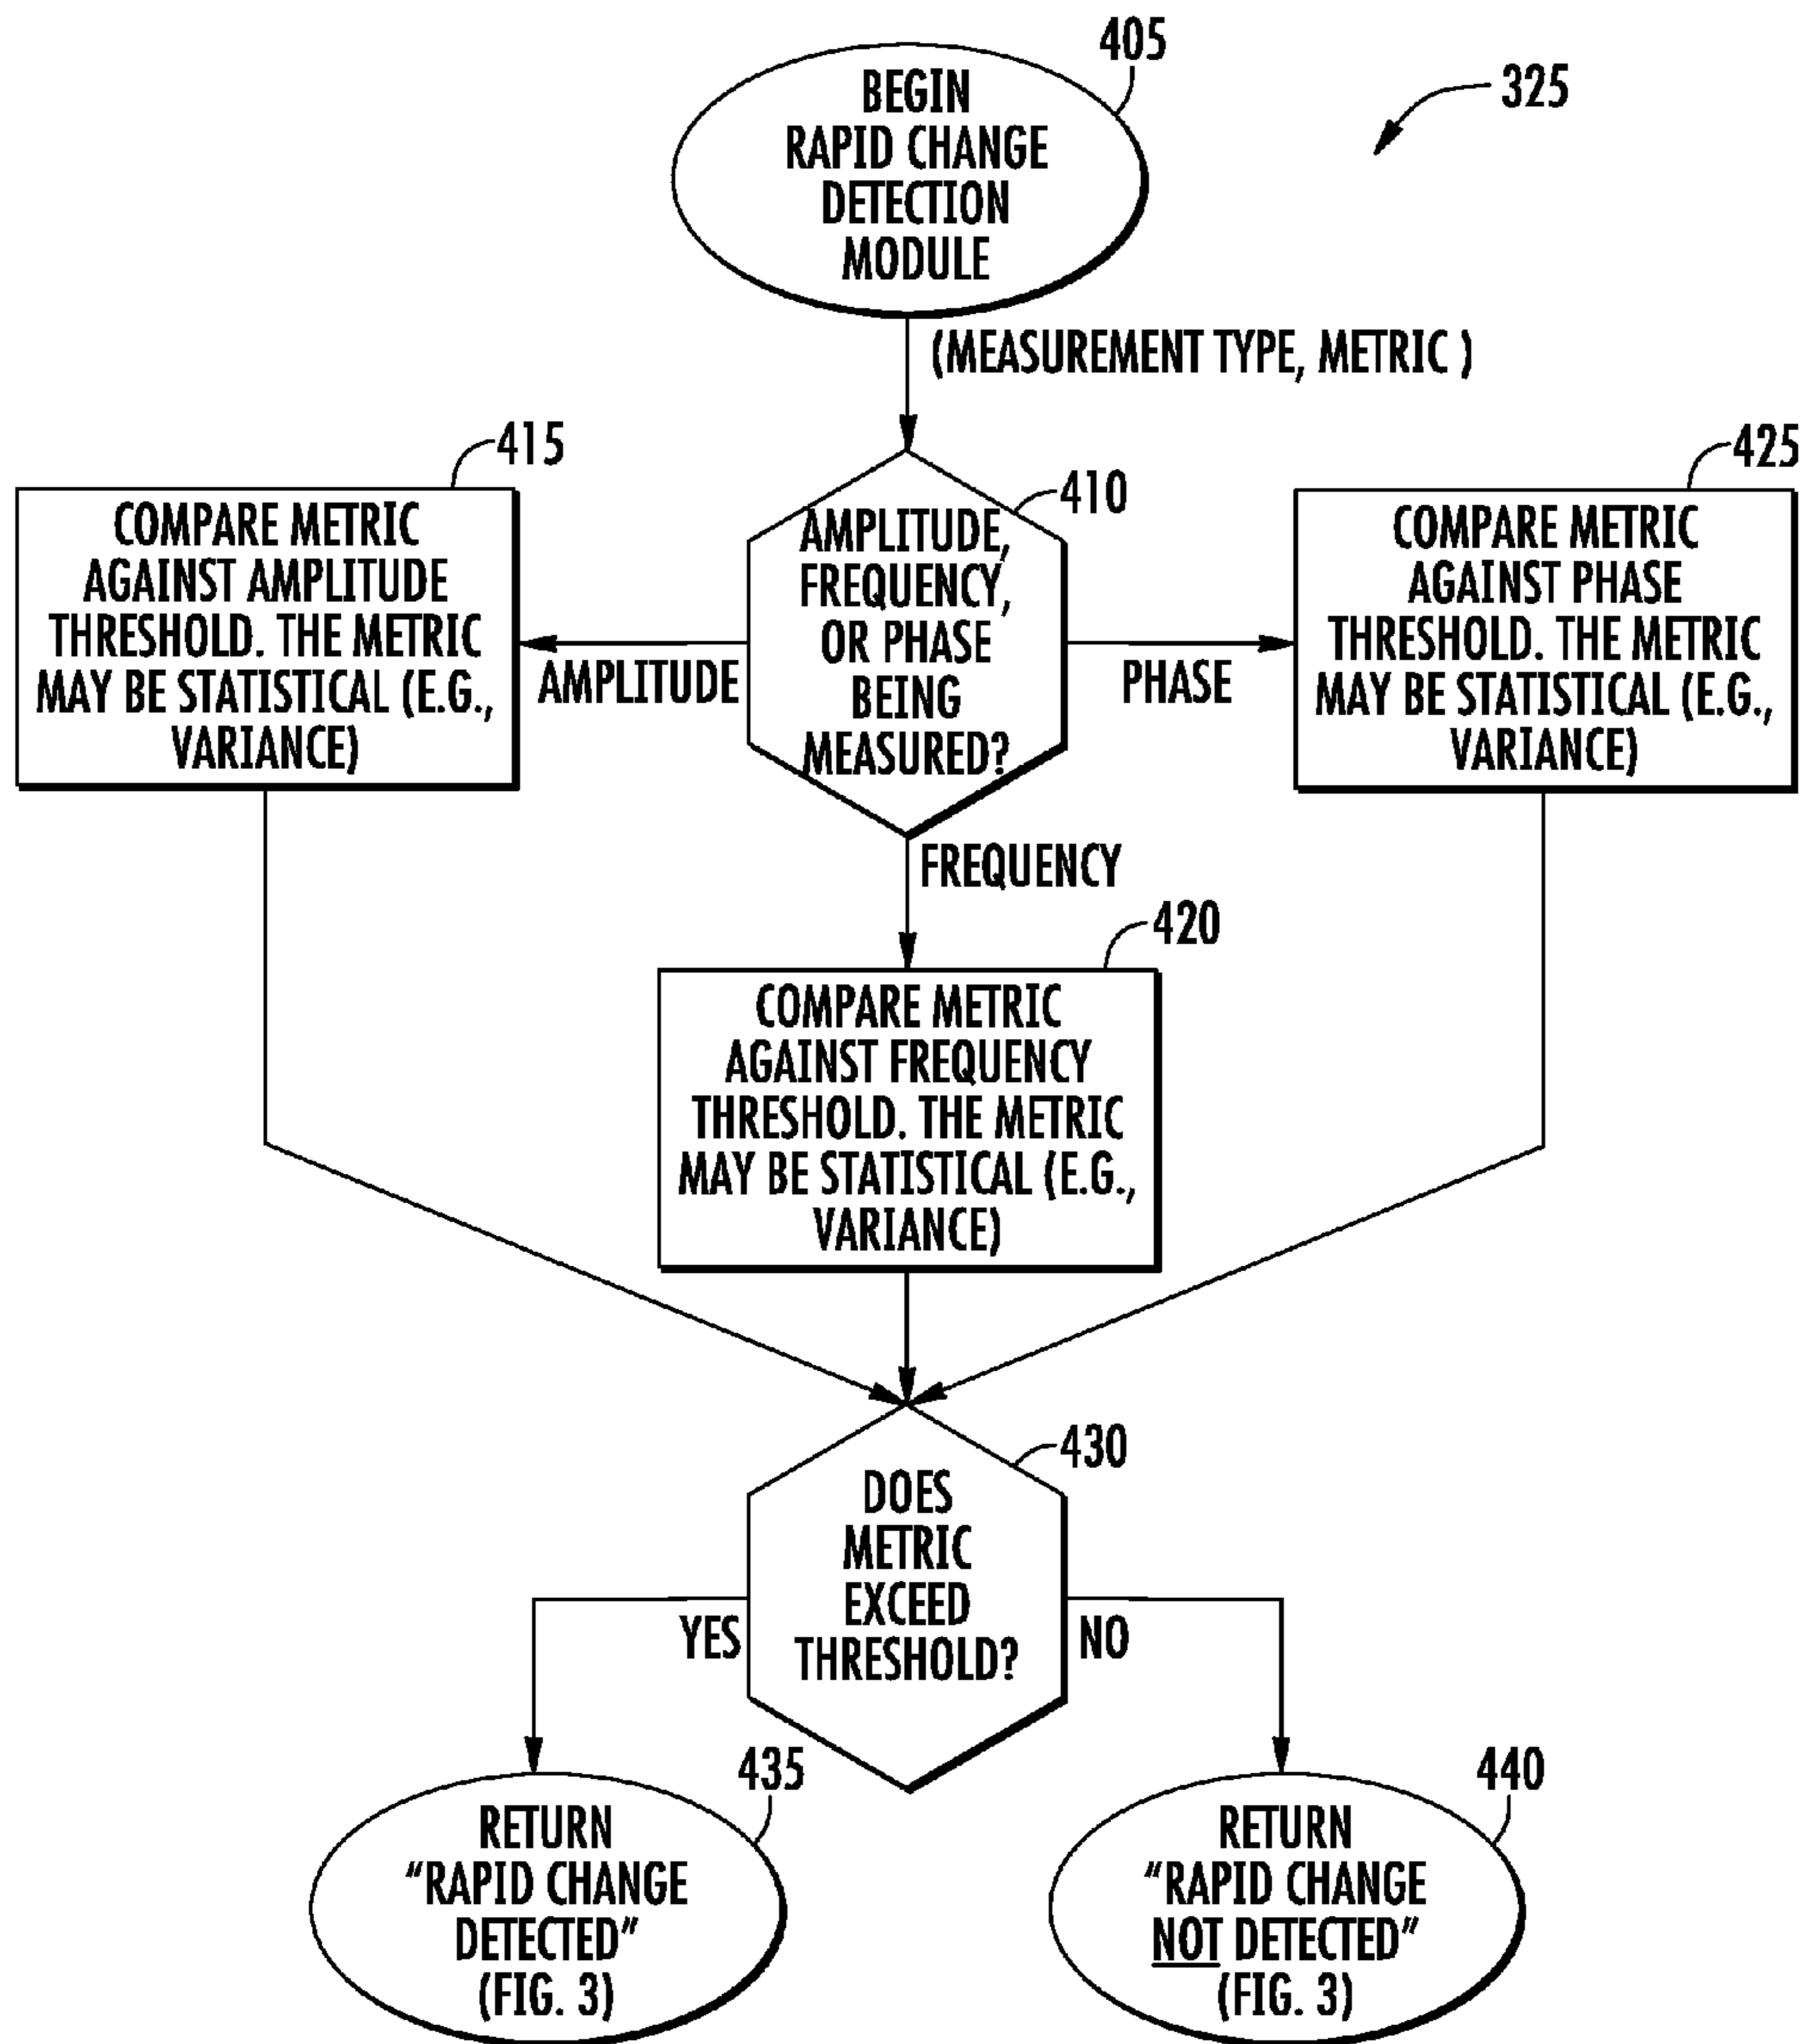 405
325
BEGIN
RAPID CHANGE
DETECTION
MODULE
(MEASUREMENT TYPE, METRIC )
415
410
425
COMPARE METRIC
AGAINST AMPLITUDE
THRESHOLD. THE METRIC
MAY BE STATISTICAL (E.G.,
VARIANCE)
AMPLITUDE
AMPLITUDE,
FREQUENCY,
OR PHASE
BEING
MEASURED?
PHASE
COMPARE METRIC
AGAINST PHASE
THRESHOLD. THE METRIC
MAY BE STATISTICAL (E.G.,
VARIANCE)
FREQUENCY
420
COMPARE METRIC
AGAINST FREQUENCY
THRESHOLD. THE METRIC
MAY BE STATISTICAL (E.G.,
VARIANCE)
430
DOES
METRIC
EXCEED
THRESHOLD?
YES
NO
435
440
RETURN
“RAPID CHANGE
DETECTED”
(FIG. 3)
RETURN
“RAPID CHANGE
NOT DETECTED”
(FIG. 3)